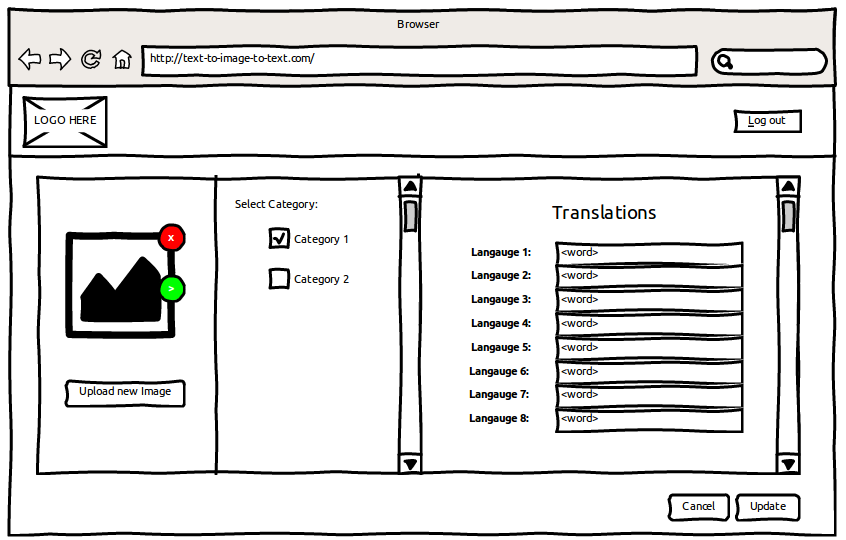 Browser
http://text-to-image-to-text.com/
LOGO HERE
Log out
Select Category:
Category 1
Category 2
x
>
Upload new Image
Translations
Langauge 1: <word>
Langauge 2: <word>
Langauge 3: <word>
Langauge 4: <word>
Langauge 5: <word>
Langauge 6: <word>
Langauge 7: <word>
Langauge 8: <word>
Cancel
Update